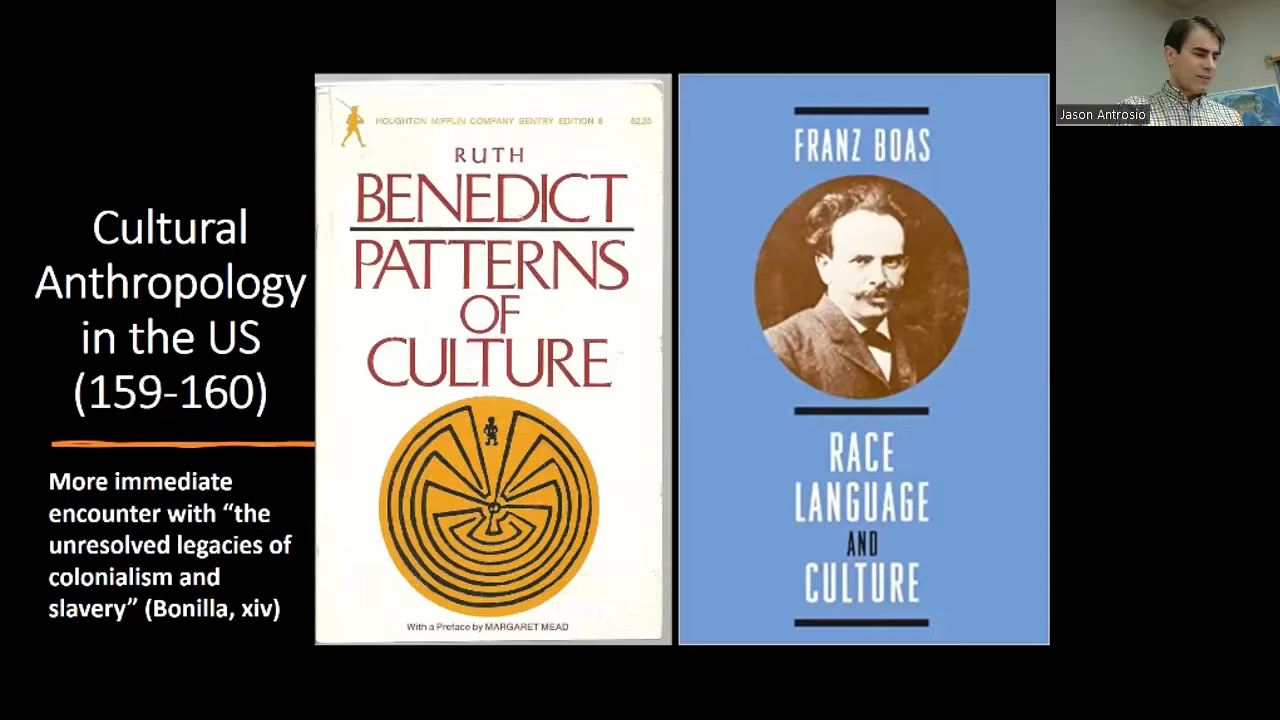 Cultural
Anthropology
in the US
(159-160)
More immediate
encounter with “the
unresolved legacies of
colonialism and
slavery” (Bonilla, xiv)
HOUGHTON MIFFLIN COMPANY SENTRY EDITION 8 $2.25
RUTH
BENEDICT
PATTERNS
OF
CULTURE
With a Preface by MARGARET MEAD
FRANZ BOAS
RACE
LANGUAGE
AND
CULTURE
Jason Antrosio